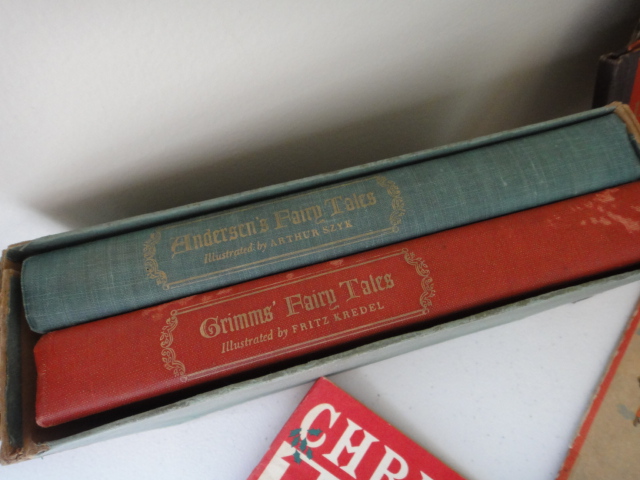 Andersen's Fairy Tales
Illustrated by ARTHUR SZYK
Grimms' Fairy Tales
Illustrated by FRITZ KREDEL